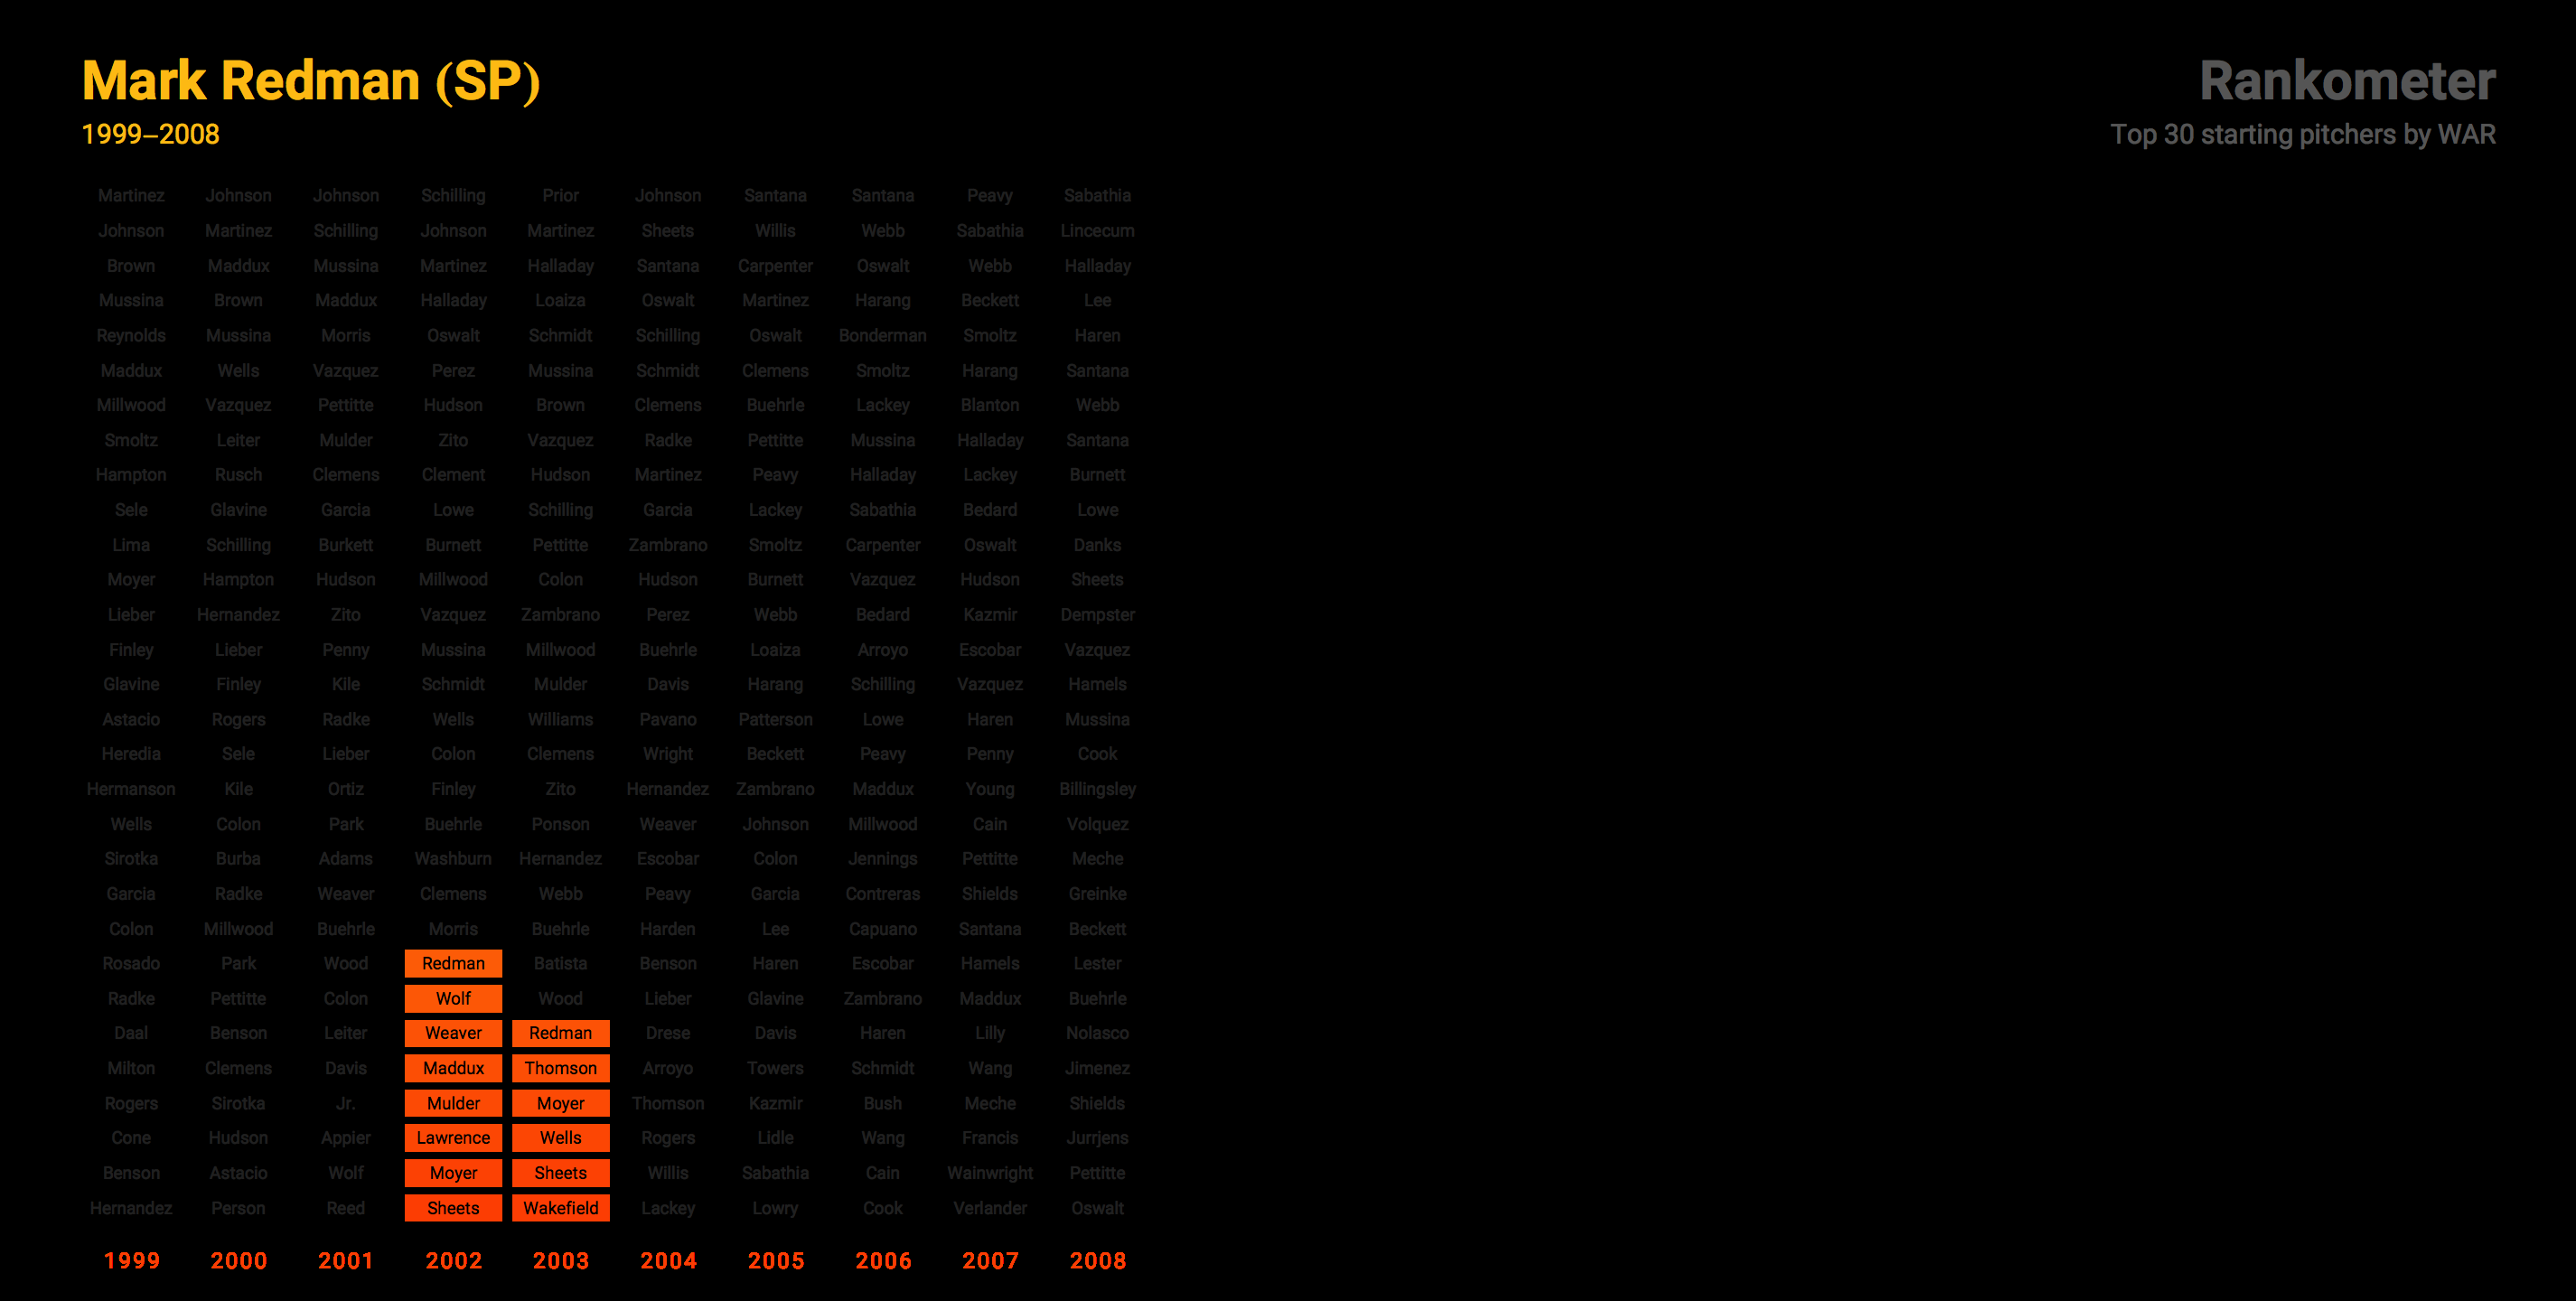 Mark Redman (SP)
1999–2008
Rankometer
Top 30 starting pitchers by WAR
Martinez Johnson Johnson Schilling Prior Johnson Santana Santana Peavy Sabathia
Johnson Martinez Schilling Johnson Martinez Sheets Willis Webb Sabathia Lincecum
Brown Maddux Mussina Martinez Halladay Santana Carpenter Oswalt Webb Halladay
Mussina Brown Maddux Halladay Loaiza Oswalt Martinez Harang Beckett Lee
Reynolds Mussina Morris Oswalt Schmidt Schilling Oswalt Bonderman Smoltz Haren
Maddux Wells Vazquez Perez Mussina Schmidt Clemens Smoltz Harang Santana
Millwood Vazquez Pettitte Hudson Brown Clemens Buehrle Lackey Blanton Webb
Smoltz Leiter Mulder Zito Vazquez Radke Pettitte Mussina Halladay Santana
Hampton Rusch Clemens Clement Hudson Martinez Peavy Halladay Lackey Burnett
Sele Glavine Garcia Lowe Schilling Garcia Lackey Sabathia Bedard Lowe
Lima Schilling Burkett Burnett Pettitte Zambrano Smoltz Carpenter Oswalt Danks
Moyer Hampton Hudson Millwood Colon Hudson Burnett Vazquez Hudson Sheets
Lieber Hernandez Zito Vazquez Zambrano Perez Webb Bedard Kazmir Dempster
Finley Lieber Penny Mussina Millwood Buehrle Loaiza Arroyo Escobar Vazquez
Glavine Finley Kile Schmidt Mulder Davis Harang Schilling Vazquez Hamels
Astacio Rogers Radke Wells Williams Pavano Patterson Lowe Haren Mussina
Heredia Sele Lieber Colon Clemens Wright Beckett Peavy Penny Cook
Hermanson Kile Ortiz Finley Zito Hernandez Zambrano Maddux Young Billingsley
Wells Colon Park Buehrle Ponson Weaver Johnson Millwood Cain Volquez
Sirotka Burba Adams Washburn Hernandez Escobar Colon Jennings Pettitte Meche
Garcia Radke Weaver Clemens Webb Peavy Garcia Contreras Shields Greinke
Colon Millwood Buehrle Morris Buehrle Harden Lee Capuano Santana Beckett
Rosado Park Wood Redman Batista Benson Haren Escobar Hamels Lester
Radke Pettitte Colon Wolf Wood Lieber Glavine Zambrano Maddux Buehrle
Daal Benson Leiter Weaver Redman Drese Davis Haren Lilly Nolasco
Milton Clemens Davis Maddux Thomson Arroyo Towers Schmidt Wang Jimenez
Rogers Sirotka Jr. Mulder Moyer Thomson Kazmir Bush Meche Shields
Cone Hudson Appier Lawrence Wells Rogers Lidle Wang Francis Jurrjens
Benson Astacio Wolf Moyer Sheets Willis Sabathia Cain Wainwright Pettitte
Hernandez Person Reed Sheets Wakefield Lackey Lowry Cook Verlander Oswalt
1999 2000 2001 2002 2003 2004 2005 2006 2007 2008